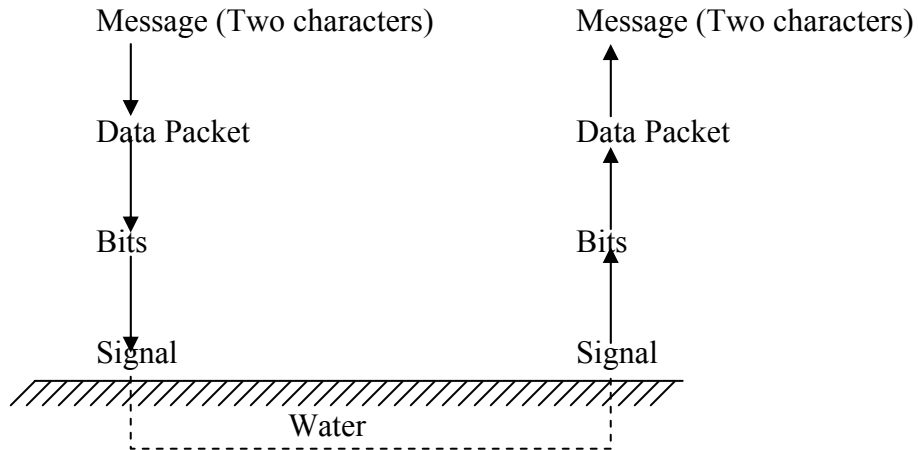 Message (Two characters) Message (Two characters)
Data Packet Data Packet
Bits Bits
Signal Signal
Water